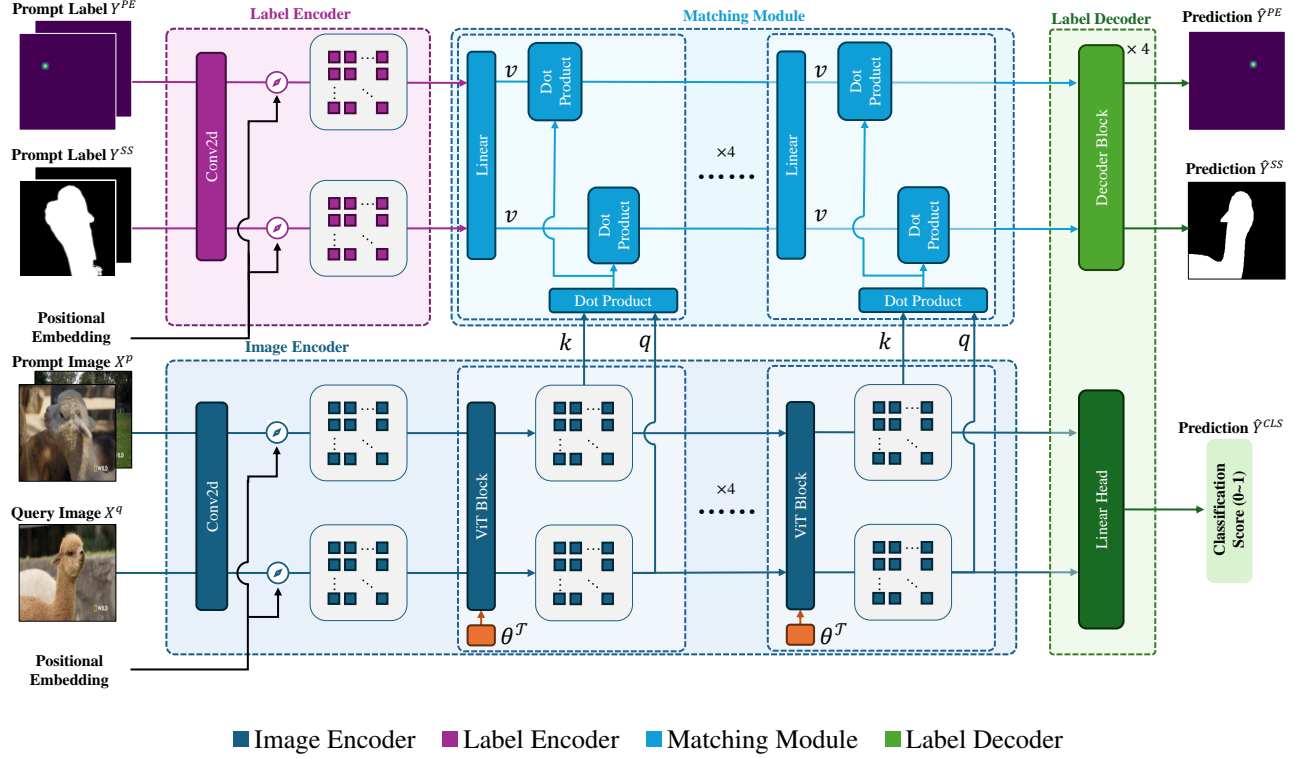 Prompt Label Y^PE
Label Encoder
Matching Module
Label Decoder
Prediction Ŷ^PE
× 4
Conv2d
Linear
v
Dot Product
×4
......
Linear
v
Dot Product
Decoder Block
Prompt Label Y^SS
Prediction Ŷ^SS
v
Dot Product
v
Dot Product
Dot Product
Dot Product
Positional
Embedding
k
q
k
q
Image Encoder
Prompt Image X^p
WILD
WILD
Conv2d
ViT Block
×4
......
ViT Block
Linear Head
Prediction Ŷ^CLS
Classification
Score (0~1)
Query Image X^q
WILD
θ^𝒯
θ^𝒯
Positional
Embedding
Image Encoder
Label Encoder
Matching Module
Label Decoder